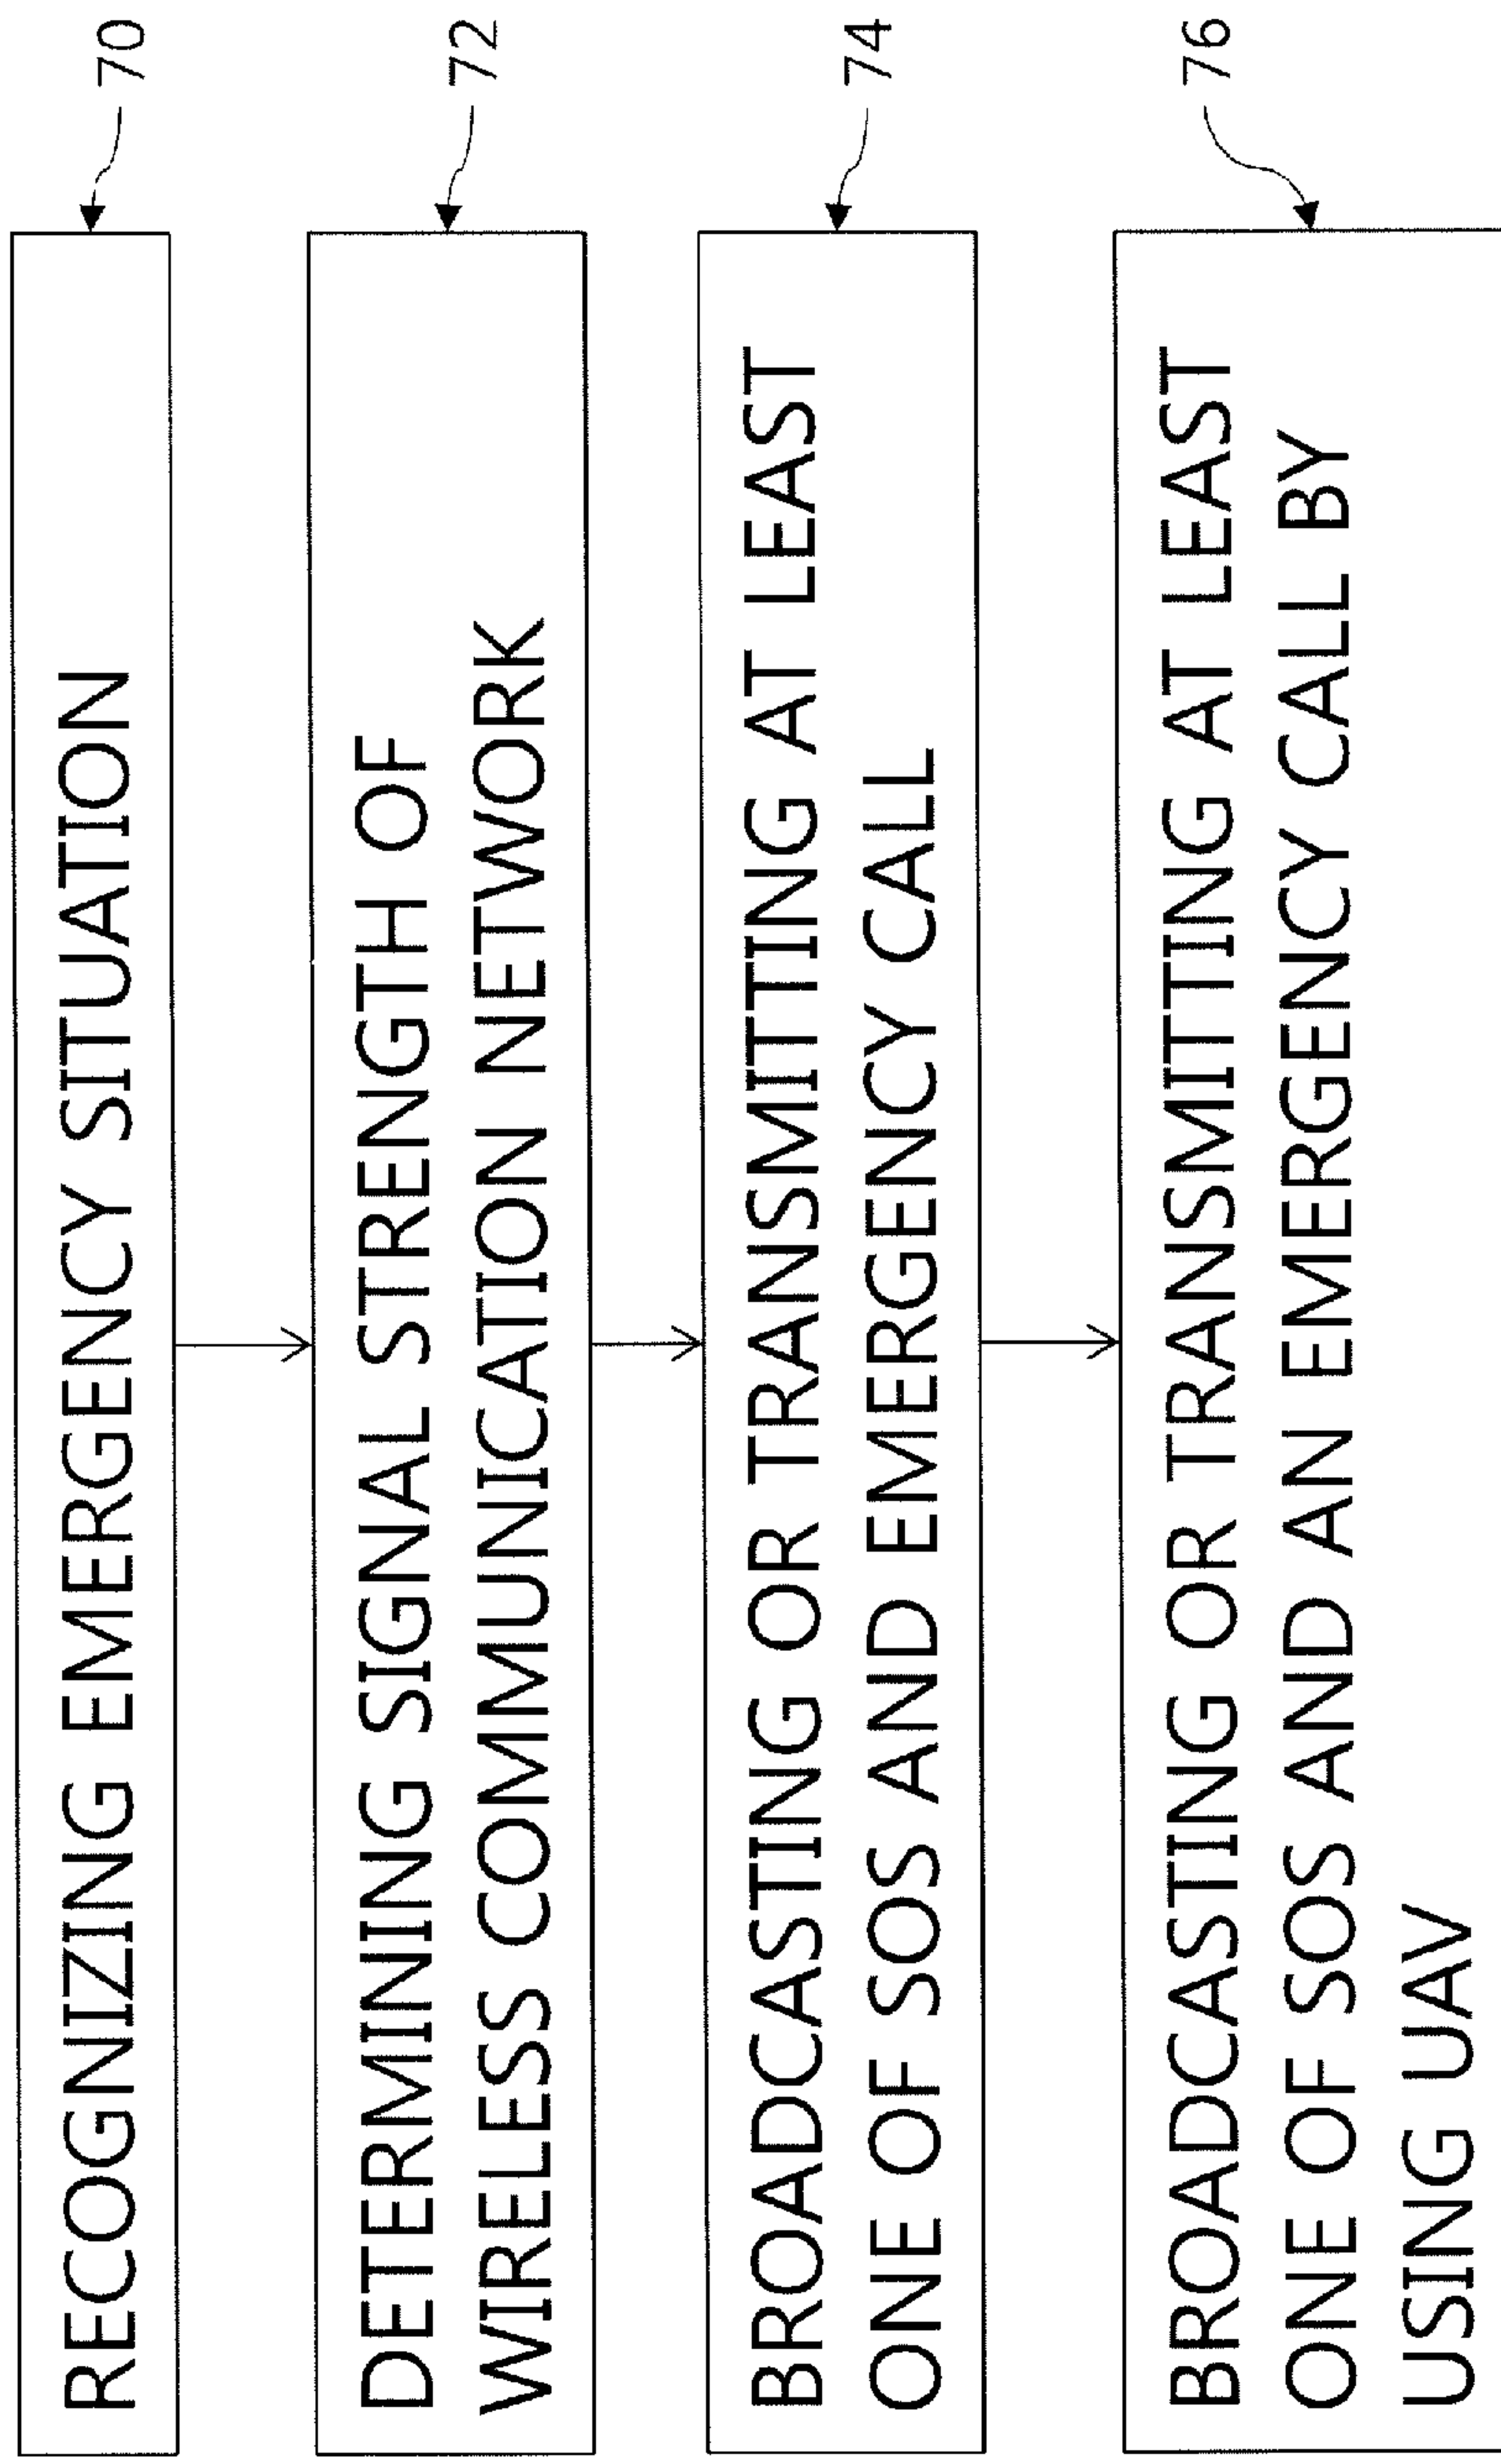 RECOGNIZING EMERGENCY SITUATION
70
DETERMINING SIGNAL STRENGTH OF
WIRELESS COMMUNICATION NETWORK
72
BROADCASTING OR TRANSMITTING AT LEAST
ONE OF SOS AND EMERGENCY CALL
74
BROADCASTING OR TRANSMITTING AT LEAST
ONE OF SOS AND AN EMERGENCY CALL BY
USING UAV
76